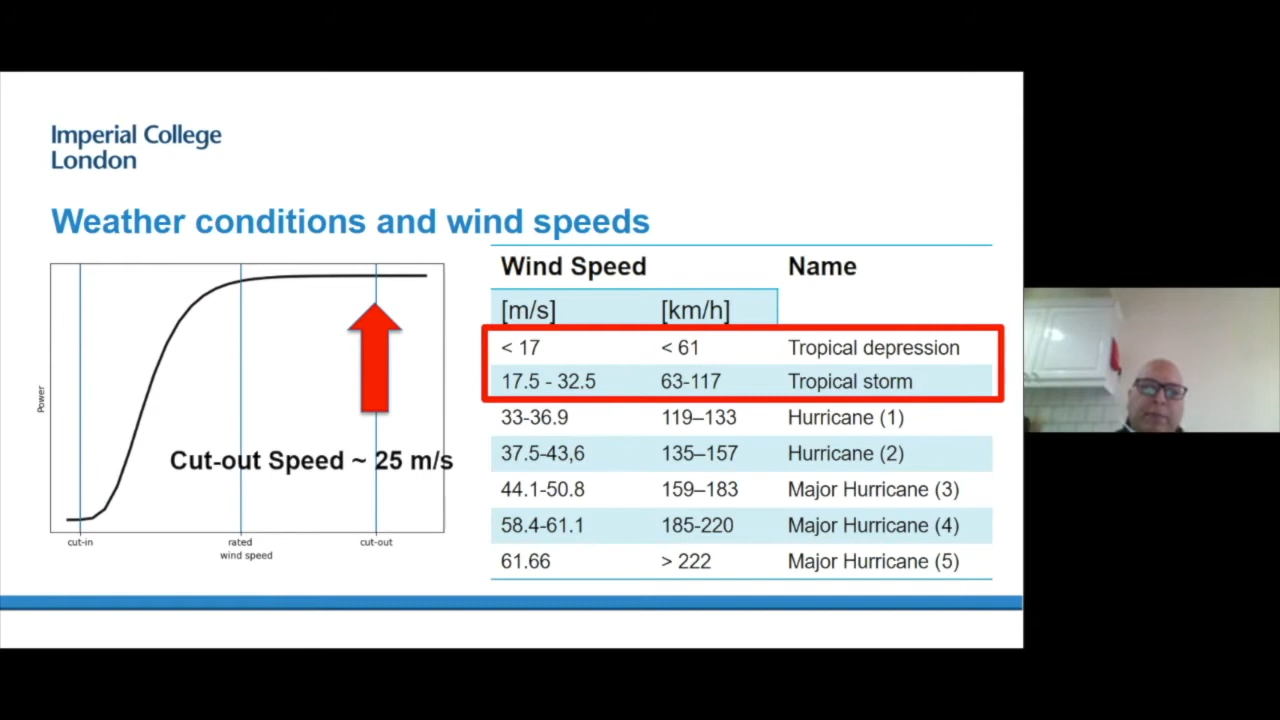 Imperial College
London
Weather conditions and wind speeds
Power
Cut-out Speed ~ 25 m/s
cut-in
rated
cut-out
wind speed
Wind Speed Name
[m/s] [km/h]
< 17 < 61 Tropical depression
17.5 - 32.5 63-117 Tropical storm
33-36.9 119–133 Hurricane (1)
37.5-43,6 135–157 Hurricane (2)
44.1-50.8 159–183 Major Hurricane (3)
58.4-61.1 185-220 Major Hurricane (4)
61.66 > 222 Major Hurricane (5)